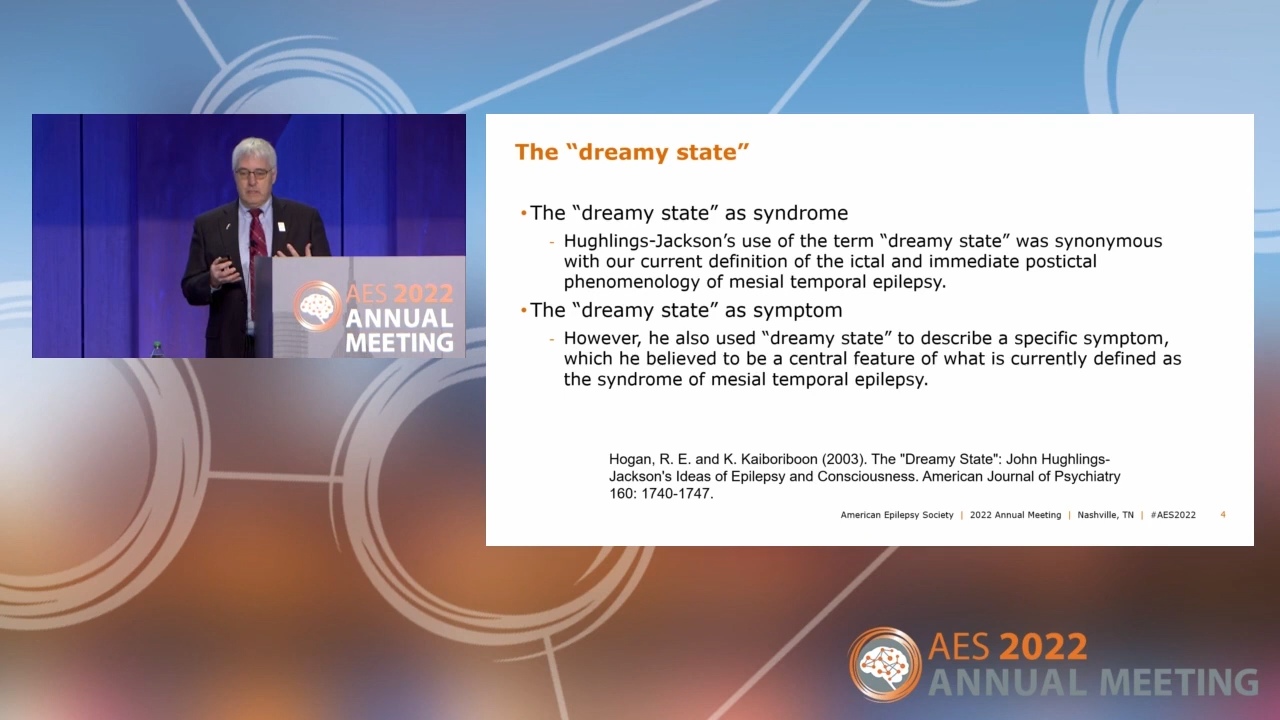 AES 2022
ANNUAL
MEETING
The “dreamy state”
•The “dreamy state” as syndrome
- Hughlings-Jackson’s use of the term “dreamy state” was synonymous
with our current definition of the ictal and immediate postictal
phenomenology of mesial temporal epilepsy.
•The “dreamy state” as symptom
- However, he also used “dreamy state” to describe a specific symptom,
which he believed to be a central feature of what is currently defined as
the syndrome of mesial temporal epilepsy.
Hogan, R. E. and K. Kaiboriboon (2003). The "Dreamy State": John Hughlings-
Jackson's Ideas of Epilepsy and Consciousness. American Journal of Psychiatry
160: 1740-1747.
American Epilepsy Society | 2022 Annual Meeting | Nashville, TN | #AES2022 4
AES 2022
ANNUAL MEETING